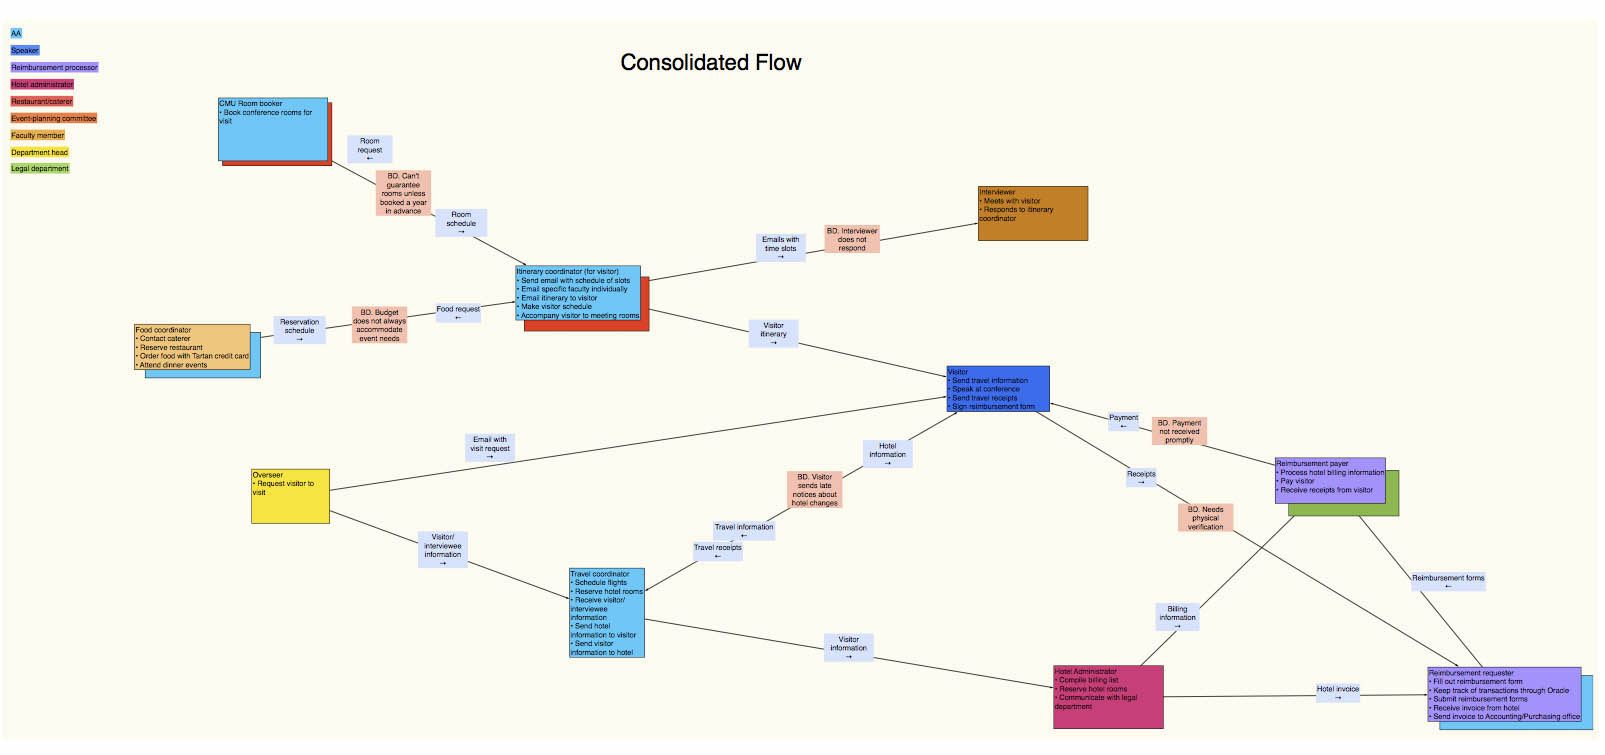 AA
Speaker
Reimbursement processor
Hotel administrator
Restaurant/caterer
Event-planning committee
Faculty member
Department head
Legal department
Consolidated Flow
CMU Room booker
• Book conference rooms for
visit
Room
request
←
BD. Can't
guarantee
rooms unless
booked a year
in advance
Room
schedule
→
Interviewer
• Meets with visitor
• Responds to itinerary
coordinator
Emails with
time slots
→
BD. Interviewer
does not
respond
Itinerary coordinator (for visitor)
• Send email with schedule of slots
• Email specific faculty individually
• Email itinerary to visitor
• Make visitor schedule
• Accompany visitor to meeting rooms
Food coordinator
• Contact caterer
• Reserve restaurant
• Order food with Tartan credit card
• Attend dinner events
Reservation
schedule
→
BD. Budget
does not always
accommodate
event needs
Food request
←
Visitor
itinerary
→
Visitor
• Send travel information
• Speak at conference
• Send travel receipts
• Sign reimbursement form
Payment
←
BD. Payment
not received
promptly
Email with
visit request
→
Hotel
information
→
Overseer
• Request visitor to
visit
BD. Visitor
sends late
notices about
hotel changes
Receipts
→
Reimbursement payer
• Process hotel billing information
• Pay visitor
• Receive receipts from visitor
BD. Needs
physical
verification
Travel information
←
Travel receipts
←
Visitor/
interviewee
information
→
Travel coordinator
• Schedule flights
• Reserve hotel rooms
• Receive visitor/
interviewee
information
• Send hotel
information to visitor
• Send visitor
information to hotel
Reimbursement forms
←
Billing
information
→
Visitor
information
→
Hotel Administrator
• Compile billing list
• Reserve hotel rooms
• Communicate with legal
department
Hotel invoice
→
Reimbursement requester
• Fill out reimbursement form
• Keep track of transactions through Oracle
• Submit reimbursement forms
• Receive invoice from hotel
• Send invoice to Accounting/Purchasing office